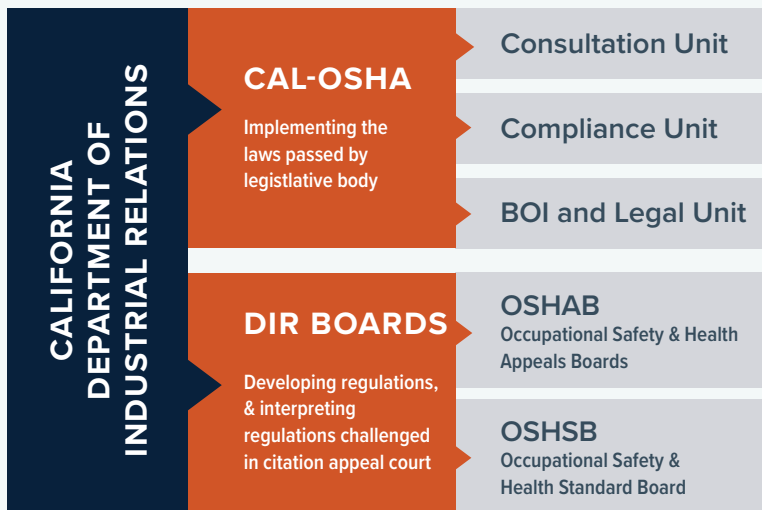 CALIFORNIA
DEPARTMENT OF
INDUSTRIAL RELATIONS
CAL-OSHA
Implementing the
laws passed by
legistlative body
Consultation Unit
Compliance Unit
BOI and Legal Unit
DIR BOARDS
Developing regulations,
& interpreting
regulations challenged
in citation appeal court
OSHAB
Occupational Safety & Health
Appeals Boards
OSHSB
Occupational Safety &
Health Standard Board